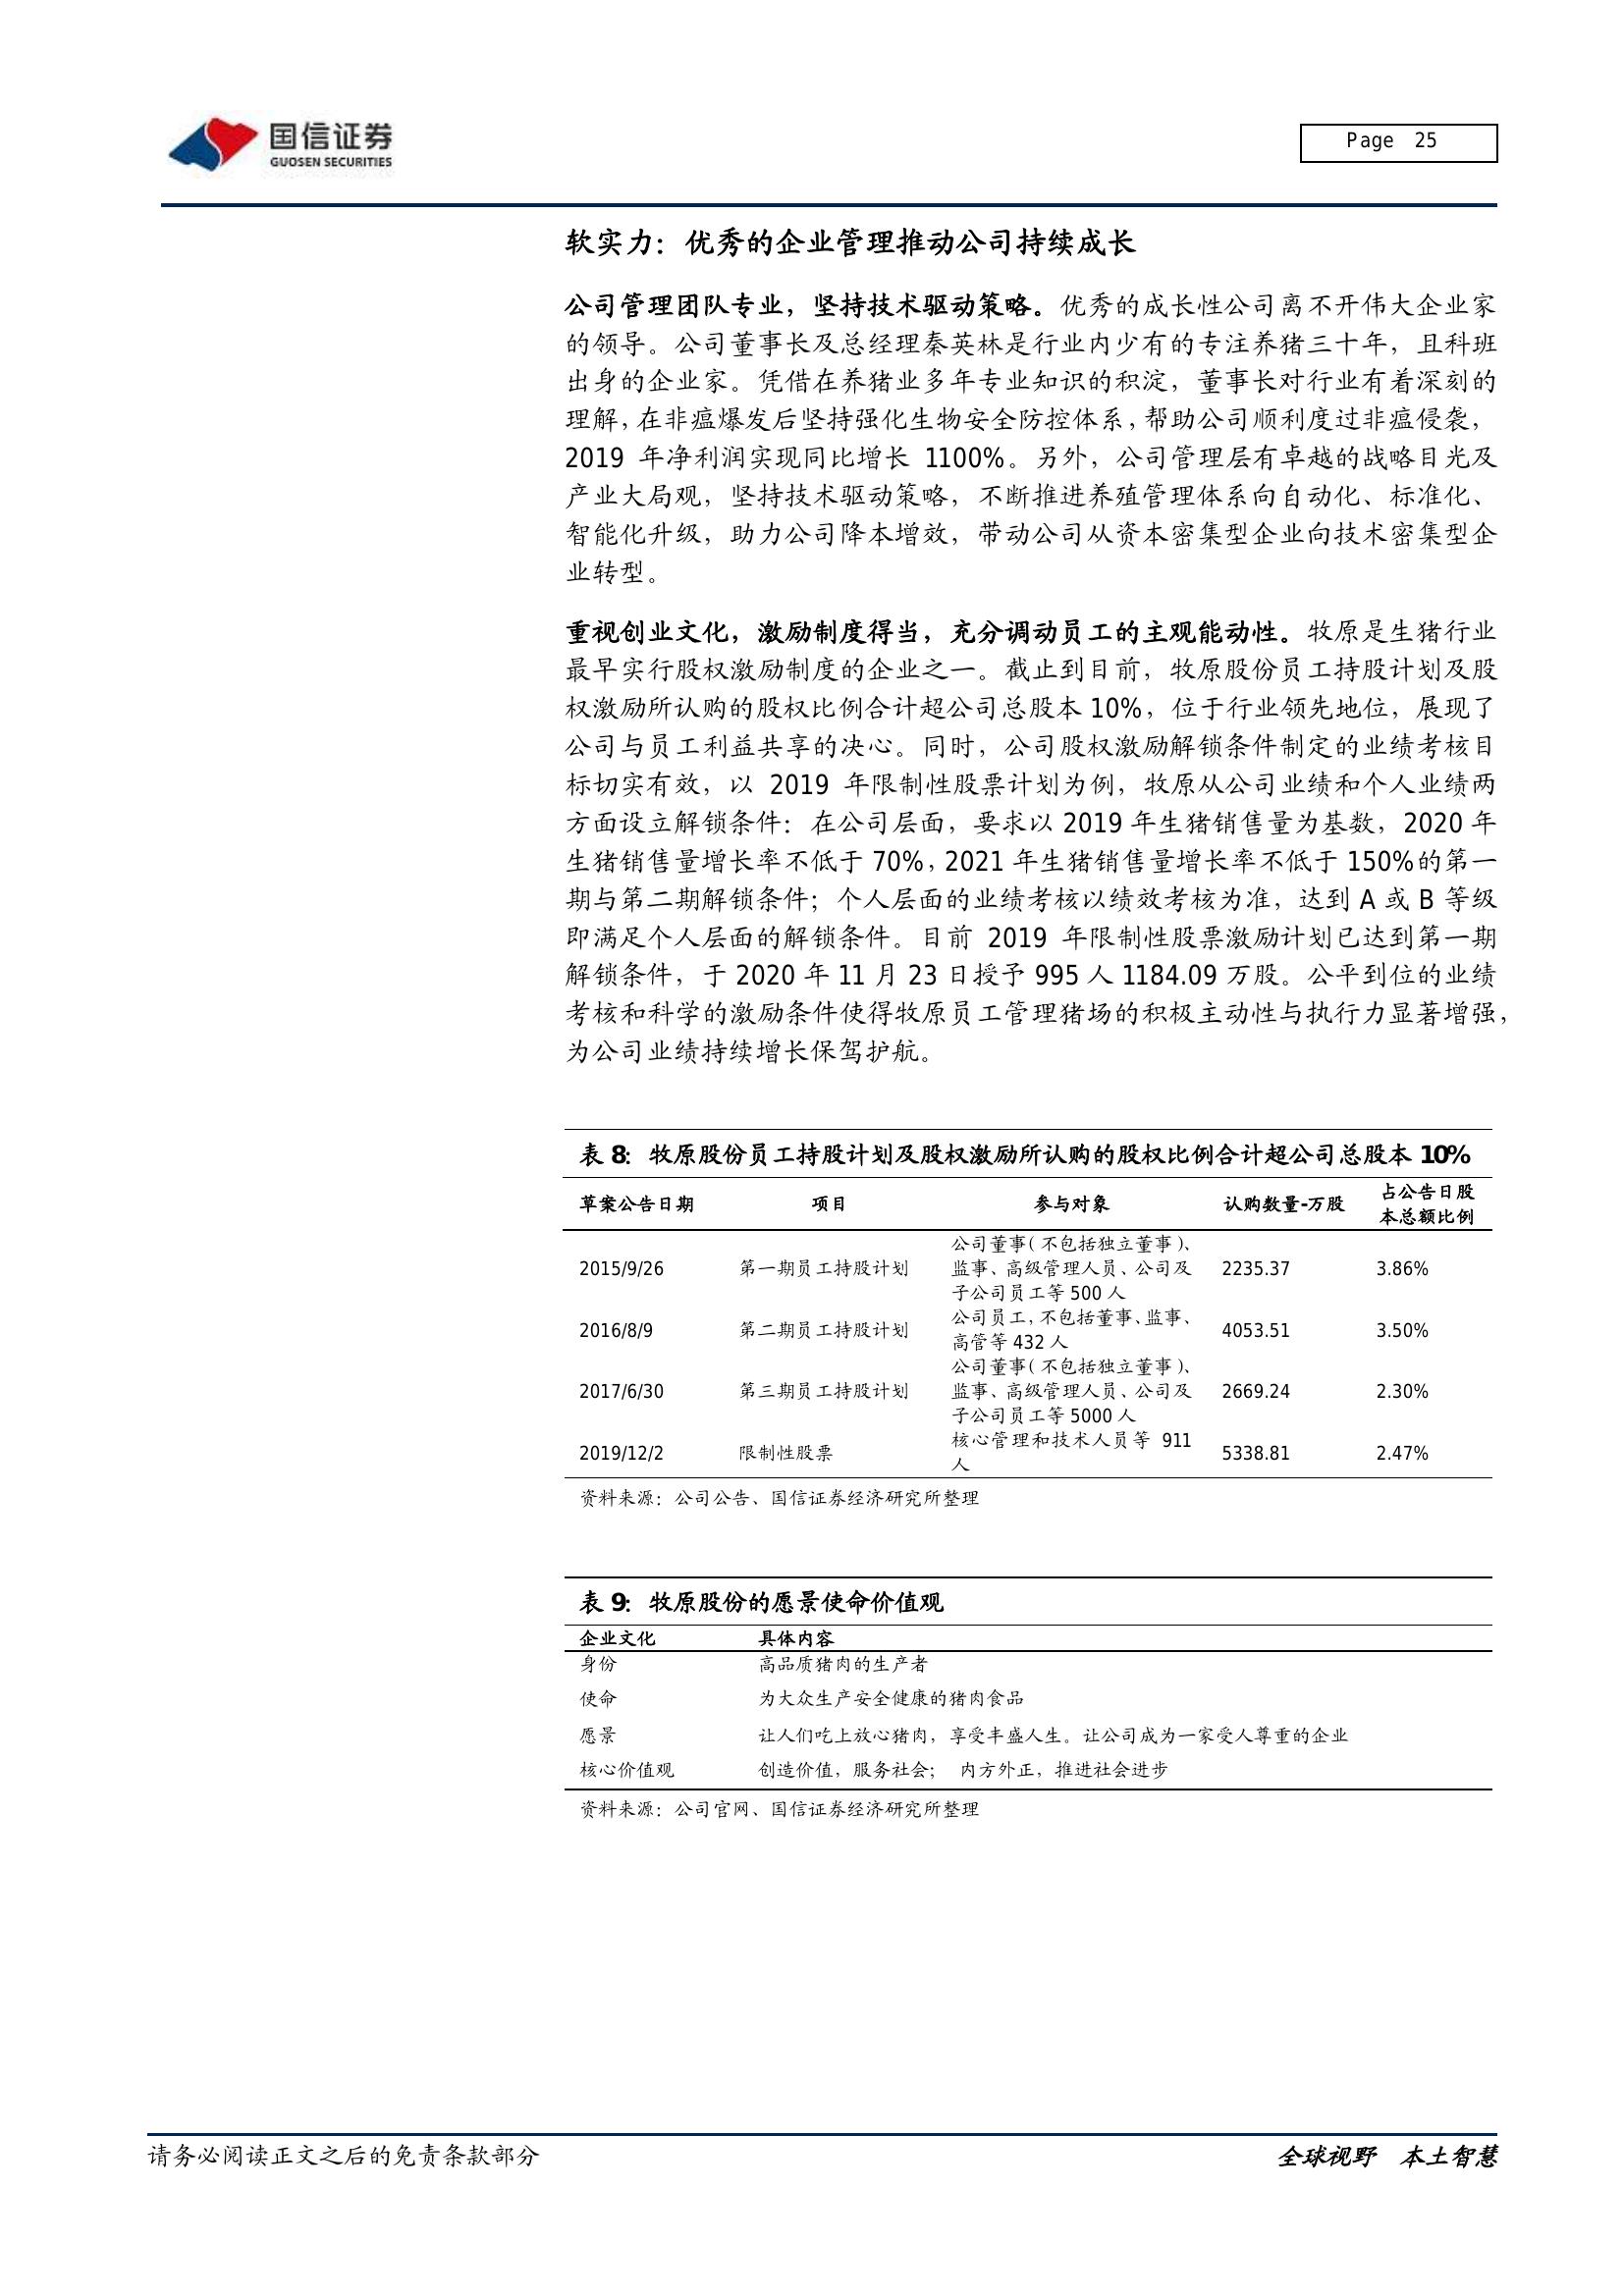 国信证券
GUOSEN SECURITIES
Page 25
软实力：优秀的企业管理推动公司持续成长
公司管理团队专业，坚持技术驱动策略。优秀的成长性公司离不开伟大企业家
的领导。公司董事长及总经理秦英林是行业内少有的专注养猪三十年，且科班
出身的企业家。凭借在养猪业多年专业知识的积淀，董事长对行业有着深刻的
理解，在非瘟爆发后坚持强化生物安全防控体系，帮助公司顺利度过非瘟侵袭，
2019 年净利润实现同比增长 1100%。另外，公司管理层有卓越的战略目光及
产业大局观，坚持技术驱动策略，不断推进养殖管理体系向自动化、标准化、
智能化升级，助力公司降本增效，带动公司从资本密集型企业向技术密集型企
业转型。
重视创业文化，激励制度得当，充分调动员工的主观能动性。牧原是生猪行业
最早实行股权激励制度的企业之一。截止到目前，牧原股份员工持股计划及股
权激励所认购的股权比例合计超公司总股本 10%，位于行业领先地位，展现了
公司与员工利益共享的决心。同时，公司股权激励解锁条件制定的业绩考核目
标切实有效，以 2019 年限制性股票计划为例，牧原从公司业绩和个人业绩两
方面设立解锁条件：在公司层面，要求以 2019 年生猪销售量为基数，2020 年
生猪销售量增长率不低于 70%，2021 年生猪销售量增长率不低于 150%的第一
期与第二期解锁条件；个人层面的业绩考核以绩效考核为准，达到 A 或 B 等级
即满足个人层面的解锁条件。目前 2019 年限制性股票激励计划已达到第一期
解锁条件，于 2020 年 11 月 23 日授予 995 人 1184.09 万股。公平到位的业绩
考核和科学的激励条件使得牧原员工管理猪场的积极主动性与执行力显著增强，
为公司业绩持续增长保驾护航。
表 8：牧原股份员工持股计划及股权激励所认购的股权比例合计超公司总股本 10%
草案公告日期 项目 参与对象 认购数量-万股 占公告日股
本总额比例
公司董事（不包括独立董事）、
2015/9/26 第一期员工持股计划 监事、高级管理人员、公司及 2235.37 3.86%
子公司员工等 500 人
公司员工，不包括董事、监事、
2016/8/9 第二期员工持股计划 高管等 432 人 4053.51 3.50%
公司董事（不包括独立董事）、
2017/6/30 第三期员工持股计划 监事、高级管理人员、公司及 2669.24 2.30%
子公司员工等 5000 人
核心管理和技术人员等 911
2019/12/2 限制性股票 人 5338.81 2.47%
资料来源：公司公告、国信证券经济研究所整理
表 9：牧原股份的愿景使命价值观
企业文化 具体内容
身份 高品质猪肉的生产者
使命 为大众生产安全健康的猪肉食品
愿景 让人们吃上放心猪肉，享受丰盛人生。让公司成为一家受人尊重的企业
核心价值观 创造价值，服务社会； 内方外正，推进社会进步
资料来源：公司官网、国信证券经济研究所整理
请务必阅读正文之后的免责条款部分
全球视野 本土智慧